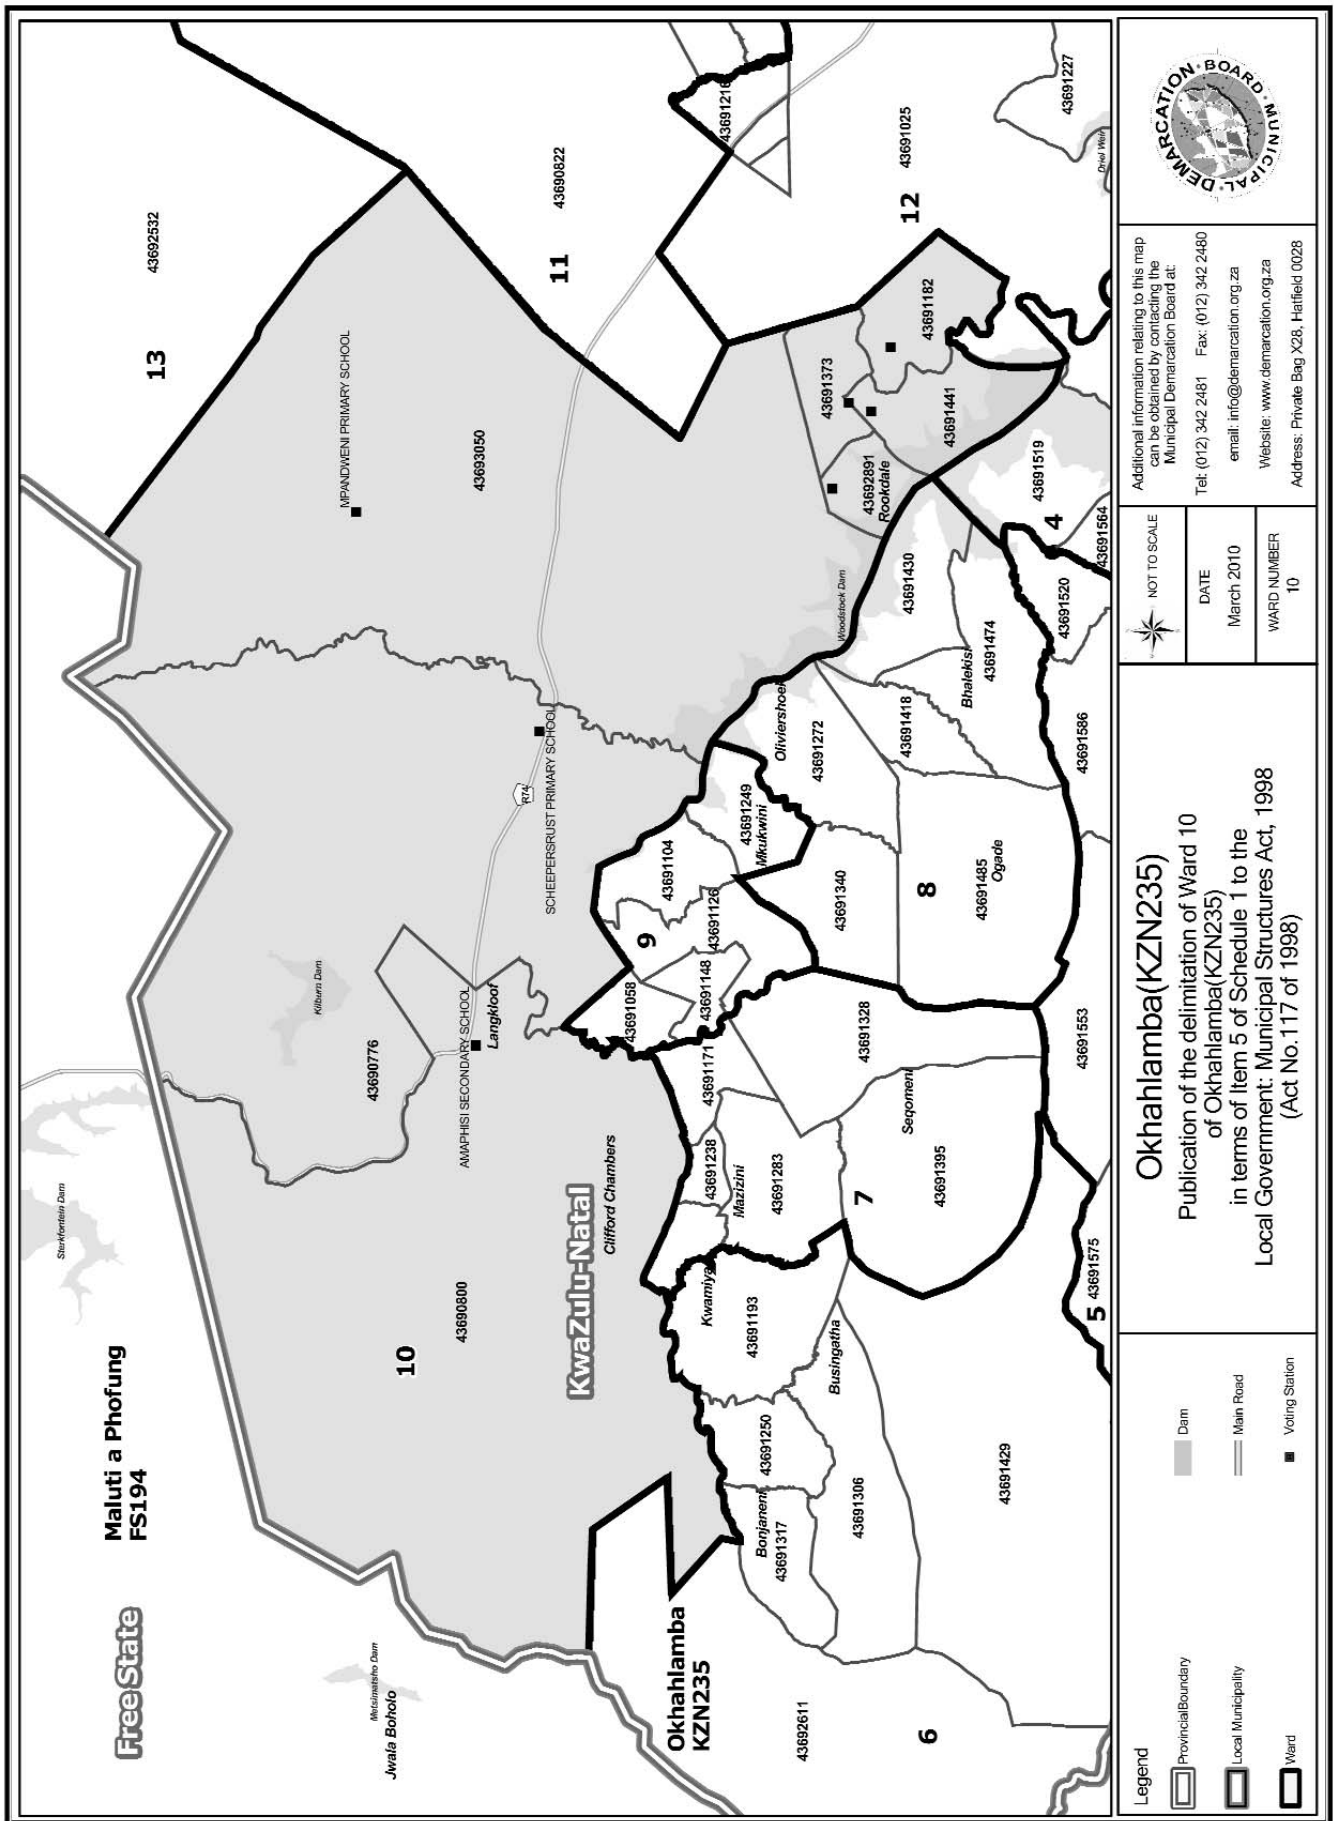 Free State
Maluti a Phofung
FS194
Sterkfontein Dam
13
43692532
Metsimatsho Dam
Jwala Boholo
10
43690800
43690776
Kilburn Dam
MPANDWENI PRIMARY SCHOOL
43693050
11
43690822
AMAPHISI SECONDARY SCHOOL
Langkloof
R74
SCHEEPERSRUST PRIMARY SCHOOL
KwaZulu-Natal
Clifford Chambers
Okhahlamba
KZN235
43691058
9
43691104
43691216
43691171
43691148
43691126
43691249
Mkukwini
Kwamiya
43691238
Mazizini
43691283
43691193
Oliviershoek
43691272
Woodstock Dam
Bonjaneni
43691317
43691250
Busingatha
43691340
43691373
43692611
43691306
7
43691328
43691418
43691430
43692891
Rookdale
43691182
12
43691025
6
43691395
Seqomeni
8
43691485
Ogade
Bhalekisi
43691474
43691441
43691429
43691519
4
43691227
Driel Weir
5
43691575
43691553
43691586
43691520
43691564
Legend
Provincial Boundary
Local Municipality
Ward
Dam
Main Road
Voting Station
Okhahlamba(KZN235)
Publication of the delimitation of Ward 10
of Okhahlamba(KZN235)
in terms of Item 5 of Schedule 1 to the
Local Government: Municipal Structures Act, 1998
(Act No.117 of 1998)
NOT TO SCALE
DATE
March 2010
WARD NUMBER
10
Additional information relating to this map
can be obtained by contacting the
Municipal Demarcation Board at:
Tel: (012) 342 2481 Fax: (012) 342 2480
email: info@demarcation.org.za
Website: www.demarcation.org.za
Address: Private Bag X28, Hatfield 0028
MUNICIPAL DEMARCATION BOARD